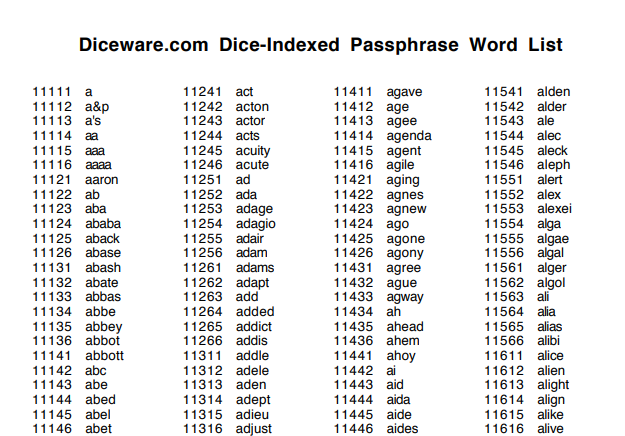 Diceware.com Dice-Indexed Passphrase Word List
11111 a
11112 a&p
11113 a's
11114 aa
11115 aaa
11116 aaaa
11121 aaron
11122 ab
11123 aba
11124 ababa
11125 aback
11126 abase
11131 abash
11132 abate
11133 abbas
11134 abbe
11135 abbey
11136 abbot
11141 abbott
11142 abc
11143 abe
11144 abed
11145 abel
11146 abet
11241 act
11242 acton
11243 actor
11244 acts
11245 acuity
11246 acute
11251 ad
11252 ada
11253 adage
11254 adagio
11255 adair
11256 adam
11261 adams
11262 adapt
11263 add
11264 added
11265 addict
11266 addis
11311 addle
11312 adele
11313 aden
11314 adept
11315 adieu
11316 adjust
11411 agave
11412 age
11413 agee
11414 agenda
11415 agent
11416 agile
11421 aging
11422 agnes
11423 agnew
11424 ago
11425 agone
11426 agony
11431 agree
11432 ague
11433 agway
11434 ah
11435 ahead
11436 ahem
11441 ahoy
11442 ai
11443 aid
11444 aida
11445 aide
11446 aides
11541 alden
11542 alder
11543 ale
11544 alec
11545 aleck
11546 aleph
11551 alert
11552 alex
11553 alexei
11554 alga
11555 algae
11556 algal
11561 alger
11562 algol
11563 ali
11564 alia
11565 alias
11566 alibi
11611 alice
11612 alien
11613 alight
11614 align
11615 alike
11616 alive